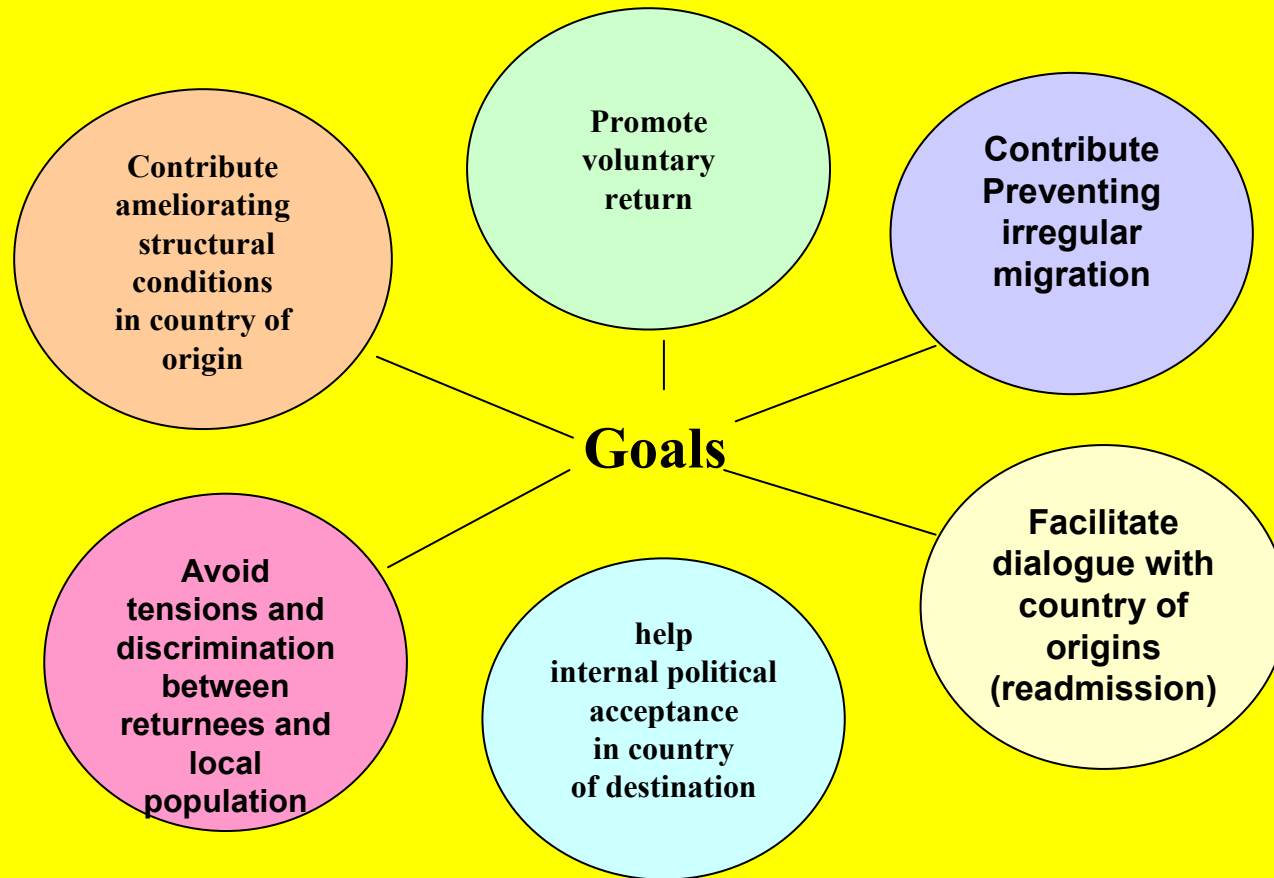 Promote
voluntary
return
Contribute
ameliorating
structural
conditions
in country of
origin
Contribute
Preventing
irregular
migration
Goals
Avoid
tensions and
discrimination
between
returnees and
local
population
help
internal political
acceptance
in country
of destination
Facilitate
dialogue with
country of
origins
(readmission)